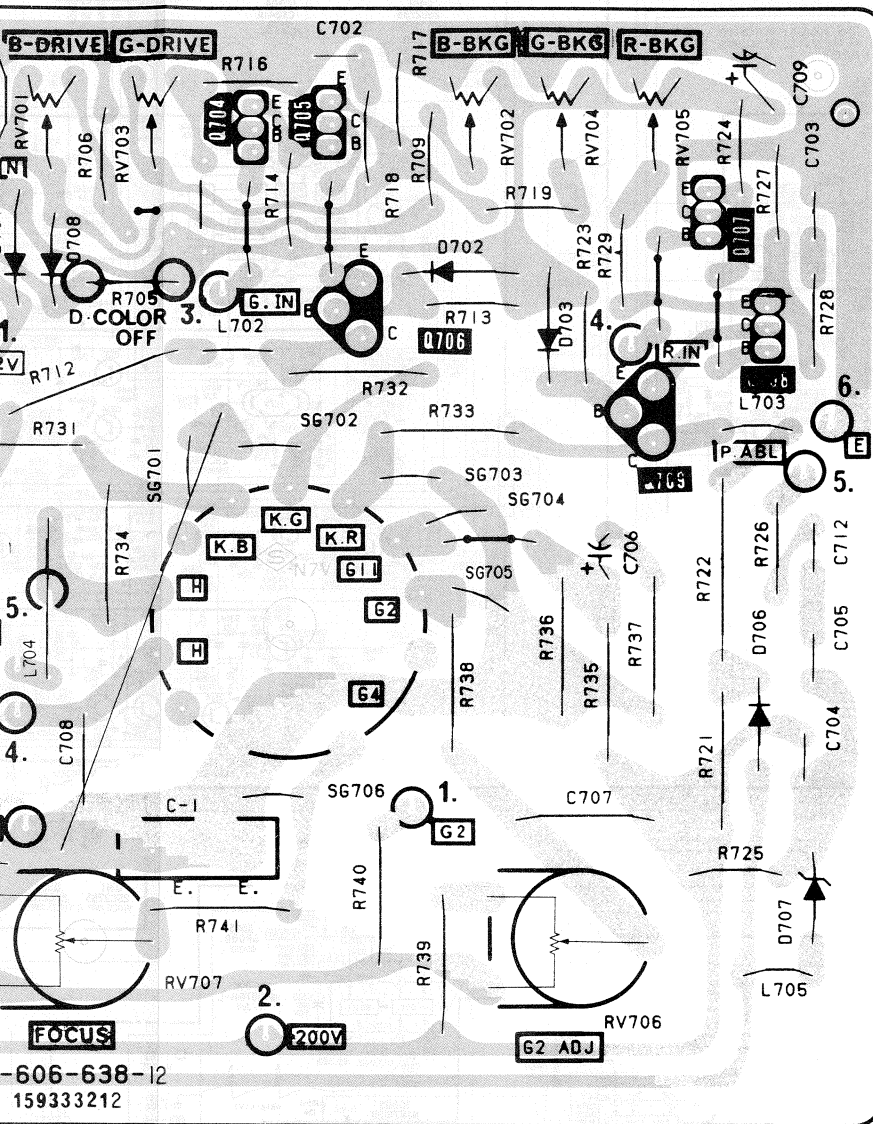 C702
B-DRIVE G-DRIVE
B-BKG G-BKG R-BKG
R716
R717
C709
RV701
R706
RV703
Q704
E
C
B
Q705
E
C
B
R714
R718
R709
RV702
RV704
RV705
R724
C703
N
R719
R727
E
C
B
Q707
D708
R723
R729
D702
R705
D-COLOR
OFF
3.
G. IN
L702
E
B
C
R713
Q706
D703
4.
R.IN
E
C
B
R728
1.
2V
R712
R732
E
B
C
L703
6.
E
R731
SG702
R733
P.ABL
5.
SG701
SG703
SG704
R734
K.G
K.B
K.R
G11
G2
H
H
G4
N7V
SG705
C706
R722
R726
C712
5.
L704
R738
R736
R735
R737
D706
C705
4.
C708
R721
C704
SG706
1.
G2
C-1
C707
E. E.
R740
R725
R741
R739
D707
RV707
L705
2.
-200V
FOCUS
RV706
G2 ADJ
-606-638-12
159333212